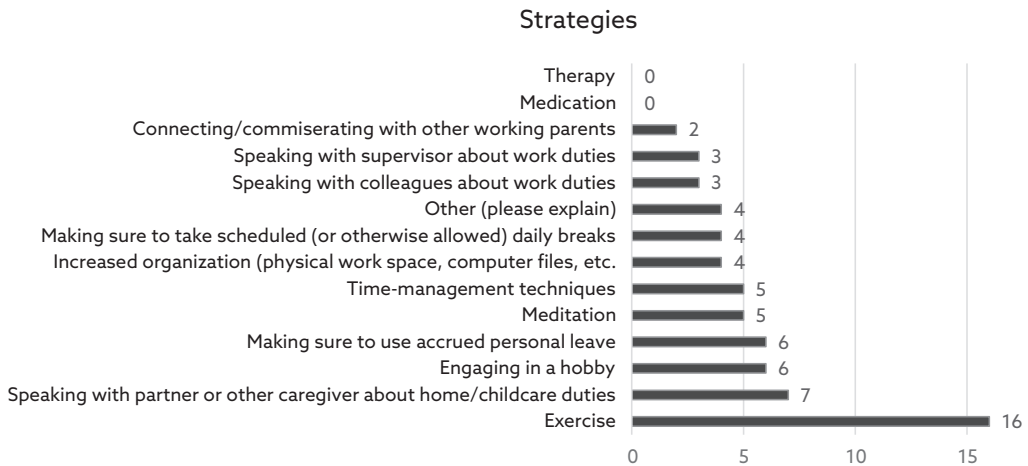 Strategies
Therapy 0
Medication 0
Connecting/commiserating with other working parents 2
Speaking with supervisor about work duties 3
Speaking with colleagues about work duties 3
Other (please explain) 4
Making sure to take scheduled (or otherwise allowed) daily breaks 4
Increased organization (physical work space, computer files, etc. 4
Time-management techniques 5
Meditation 5
Making sure to use accrued personal leave 6
Engaging in a hobby 6
Speaking with partner or other caregiver about home/childcare duties 7
Exercise 16
0 5 10 15